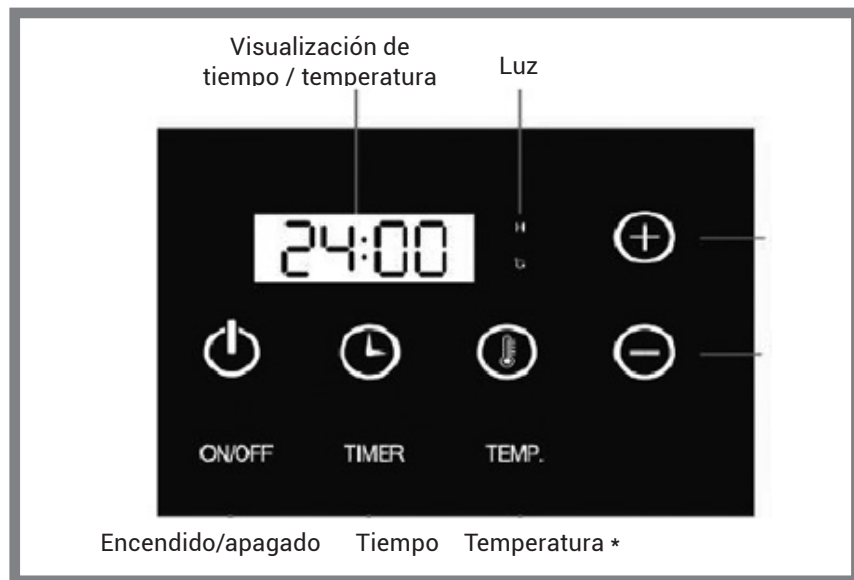 Visualización de
tiempo / temperatura
Luz
24:00
H
°C
ON/OFF
TIMER
TEMP.
Encendido/apagado
Tiempo
Temperatura *